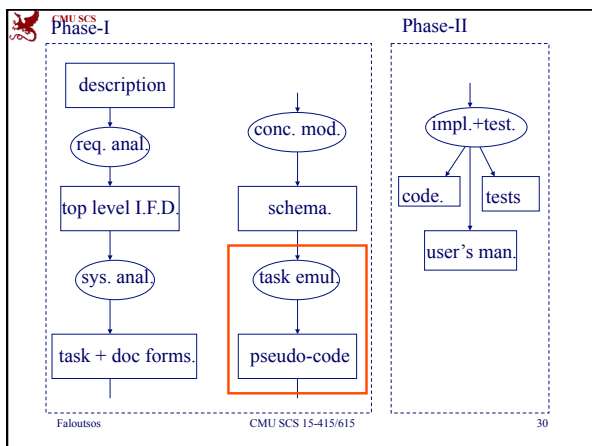 CMU SCS
Phase-I
description
req. anal.
top level I.F.D.
sys. anal.
task + doc forms.
conc. mod.
schema.
task emul.
pseudo-code
Phase-II
impl.+test.
code.
tests
user's man.
Faloutsos
CMU SCS 15-415/615
30